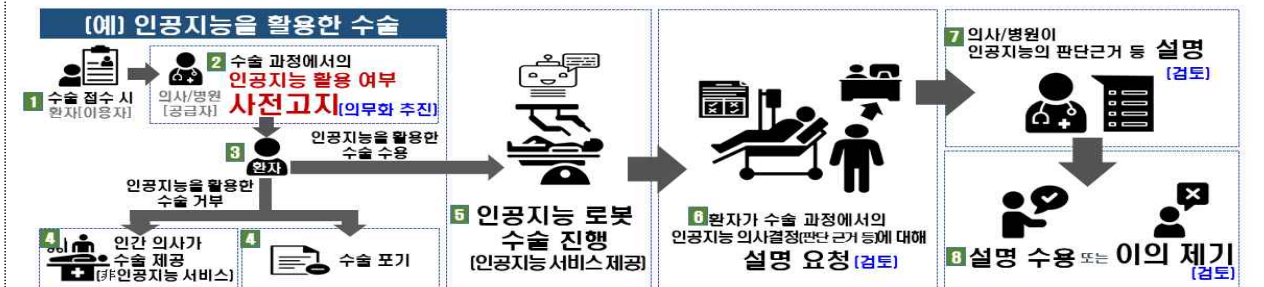 (예) 인공지능을 활용한 수술
1 수술 접수 시
환자[이용자]
의사/병원
[공급자]
2 수술 과정에서의
인공지능 활용 여부
사전고지(의무화 추진)
3
환자
인공지능을 활용한
수술 수용
인공지능을 활용한
수술 거부
4 인간 의사가
수술 제공
[非인공지능 서비스]
4 수술 포기
5 인공지능 로봇
수술 진행
(인공지능 서비스 제공)
6 환자가 수술 과정에서의
인공지능 의사결정(판단 근거 등)에 대해
설명 요청(검토)
7 의사/병원이
인공지능의 판단근거 등 설명
(검토)
8 설명 수용 또는 이의 제기
(검토)